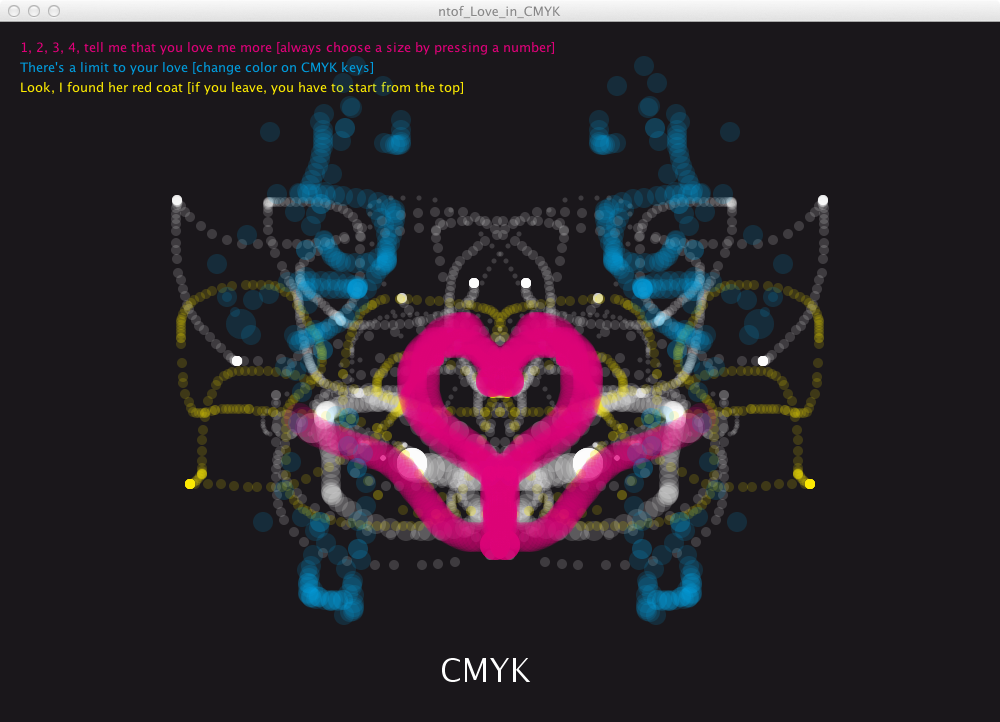 ntof_Love_in_CMYK
1, 2, 3, 4, tell me that you love me more [always choose a size by pressing a number]
There's a limit to your love [change color on CMYK keys]
Look, I found her red coat [if you leave, you have to start from the top]
CMYK